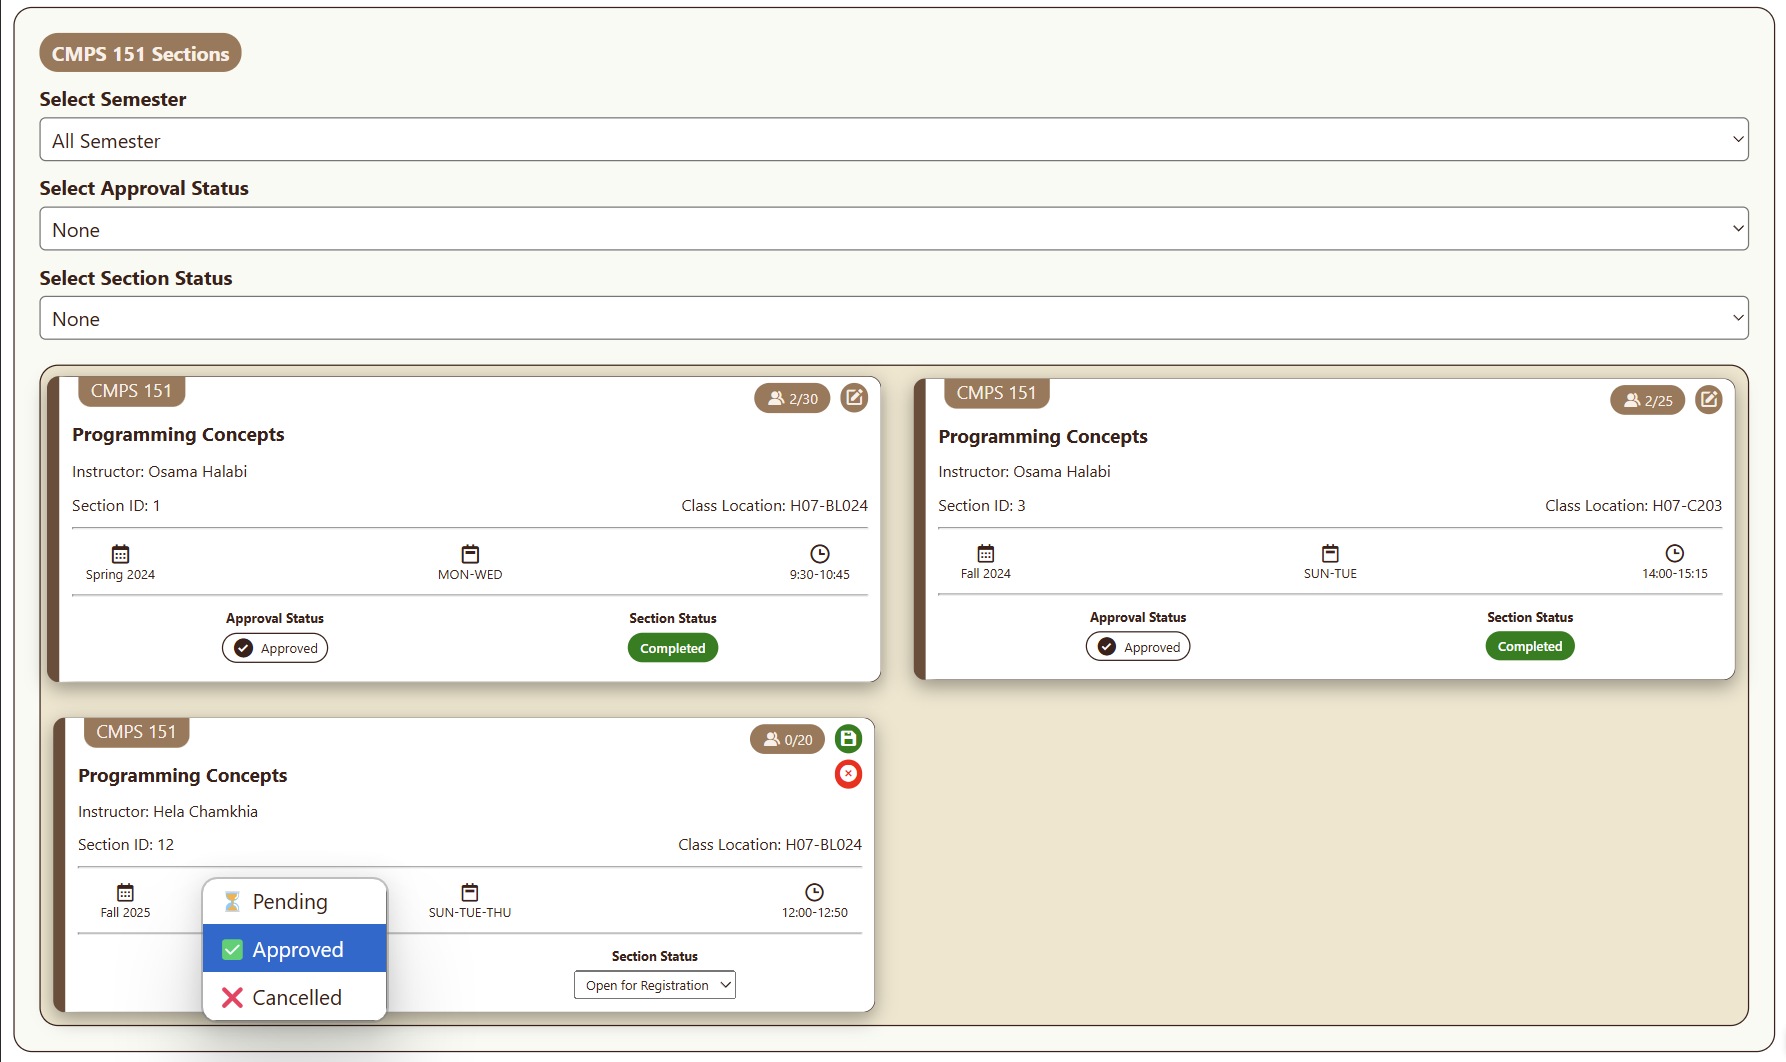 CMPS 151 Sections
Select Semester
All Semester
Select Approval Status
None
Select Section Status
None
CMPS 151
2/30
Programming Concepts
Instructor: Osama Halabi
Section ID: 1
Class Location: H07-BL024
Spring 2024
MON-WED
9:30-10:45
Approval Status
Section Status
Approved
Completed
CMPS 151
2/25
Programming Concepts
Instructor: Osama Halabi
Section ID: 3
Class Location: H07-C203
Fall 2024
SUN-TUE
14:00-15:15
Approval Status
Section Status
Approved
Completed
CMPS 151
0/20
Programming Concepts
Instructor: Hela Chamkhia
Section ID: 12
Class Location: H07-BL024
Fall 2025
SUN-TUE-THU
12:00-12:50
Pending
Approved
Cancelled
Section Status
Open for Registration